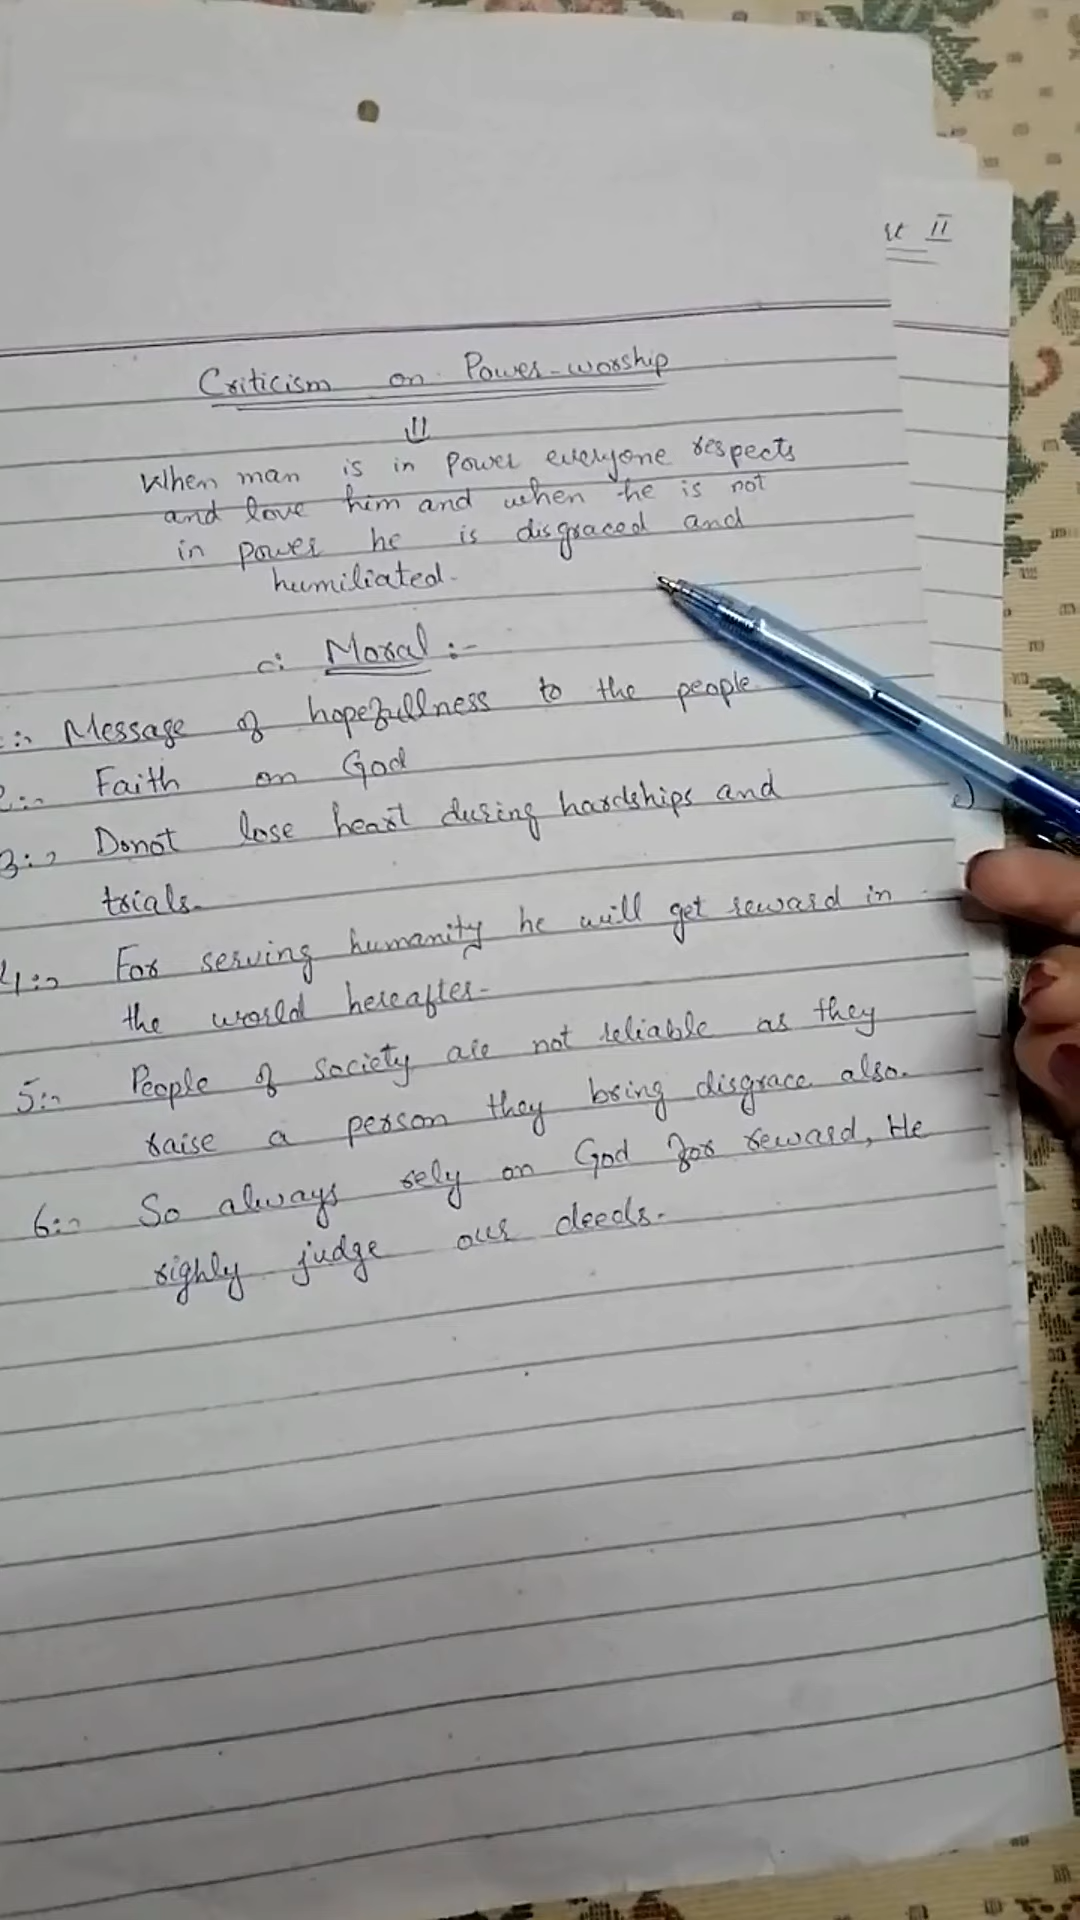 II
Criticism on Power-worship
When man is in Power everyone respects
and love him and when he is not
in power he is disgraced and
humiliated.
c: Moral :-
Message of hopefullness to the people
2:- Faith on God
3:- Donot lose heart during hardships and
trials.
4:- For serving humanity he will get reward in
the world hereafter.
5:- People of society are not reliable as they
raise a person they bring disgrace also.
6:- So always rely on God for reward, He
righly judge our deeds.